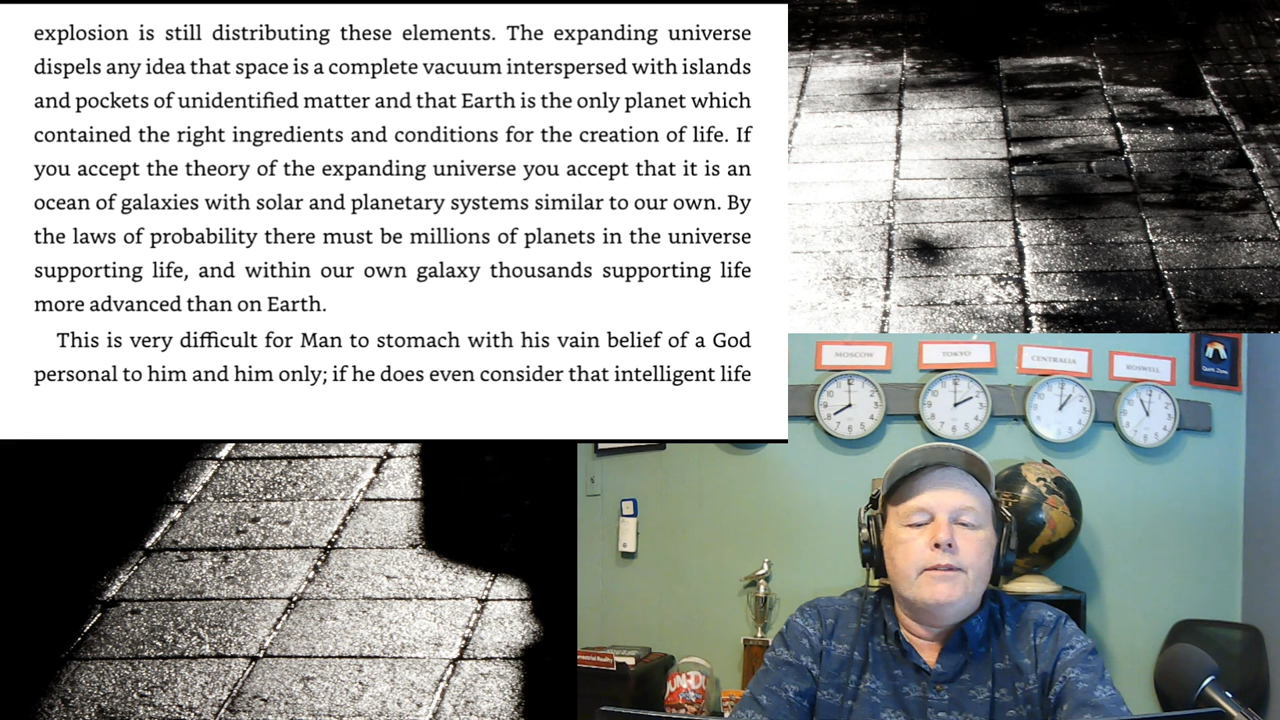 explosion is still distributing these elements. The expanding universe
dispels any idea that space is a complete vacuum interspersed with islands
and pockets of unidentified matter and that Earth is the only planet which
contained the right ingredients and conditions for the creation of life. If
you accept the theory of the expanding universe you accept that it is an
ocean of galaxies with solar and planetary systems similar to our own. By
the laws of probability there must be millions of planets in the universe
supporting life, and within our own galaxy thousands supporting life
more advanced than on Earth.
This is very difficult for Man to stomach with his vain belief of a God
personal to him and him only; if he does even consider that intelligent life
MOSCOW
TOKYO
CENTRALIA
ROSWELL